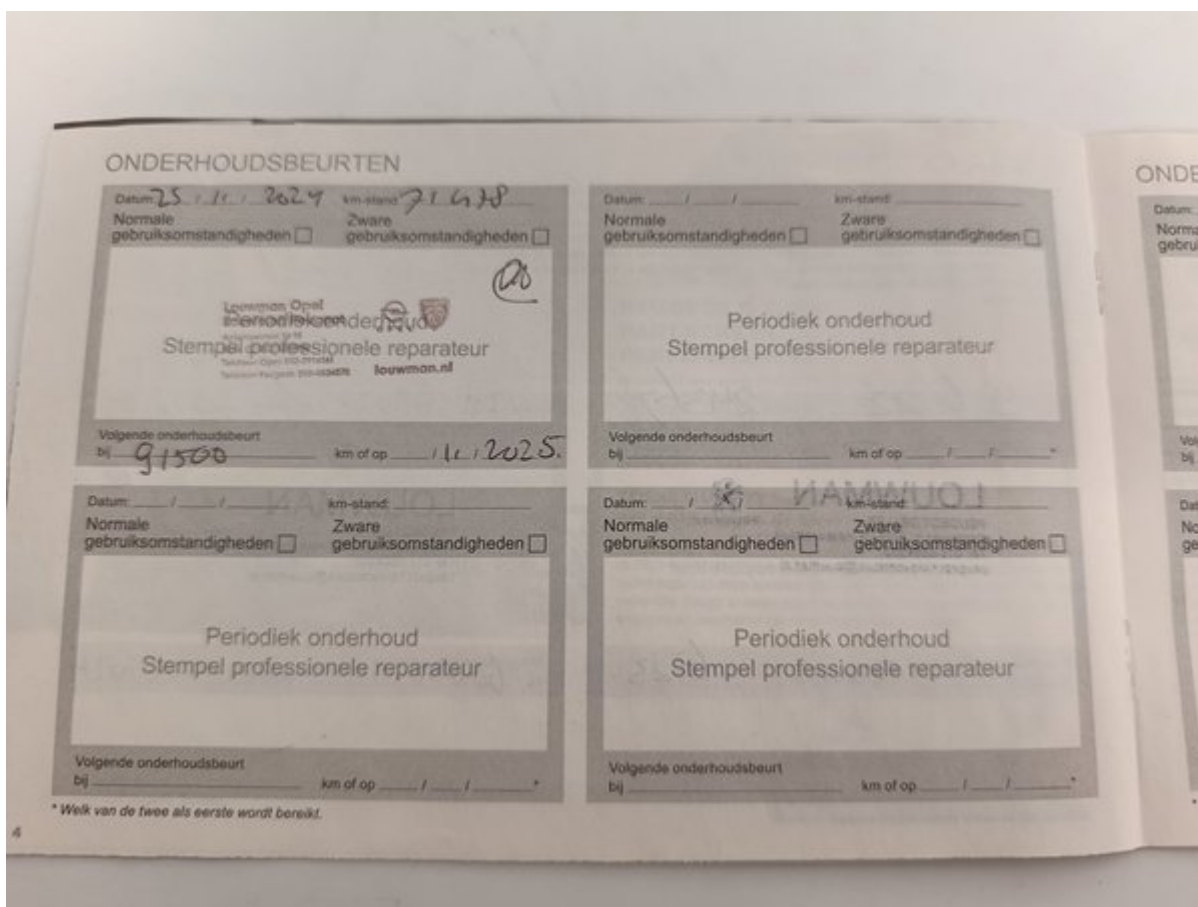 ONDERHOUDSBEURTEN
Datum: 25 / 11 / 2024 km-stand: 71478
Normale gebruiksomstandigheden Zware gebruiksomstandigheden
Louwman Opel
Periodiek onderhoud
Stempel professionele reparateur
louwman.nl
Volgende onderhoudsbeurt
bij 91500 km of op / 11 / 2025.
Datum: / / km-stand:
Normale gebruiksomstandigheden Zware gebruiksomstandigheden
Periodiek onderhoud
Stempel professionele reparateur
Volgende onderhoudsbeurt
bij km of op / / *
Datum: / / km-stand:
Normale gebruiksomstandigheden Zware gebruiksomstandigheden
Periodiek onderhoud
Stempel professionele reparateur
Volgende onderhoudsbeurt
bij km of op / / *
Datum: / / km-stand:
Normale gebruiksomstandigheden Zware gebruiksomstandigheden
Periodiek onderhoud
Stempel professionele reparateur
Volgende onderhoudsbeurt
bij km of op / / *
* Welk van de twee als eerste wordt bereikt.
4
ONDE
Datum:
Norma
gebru